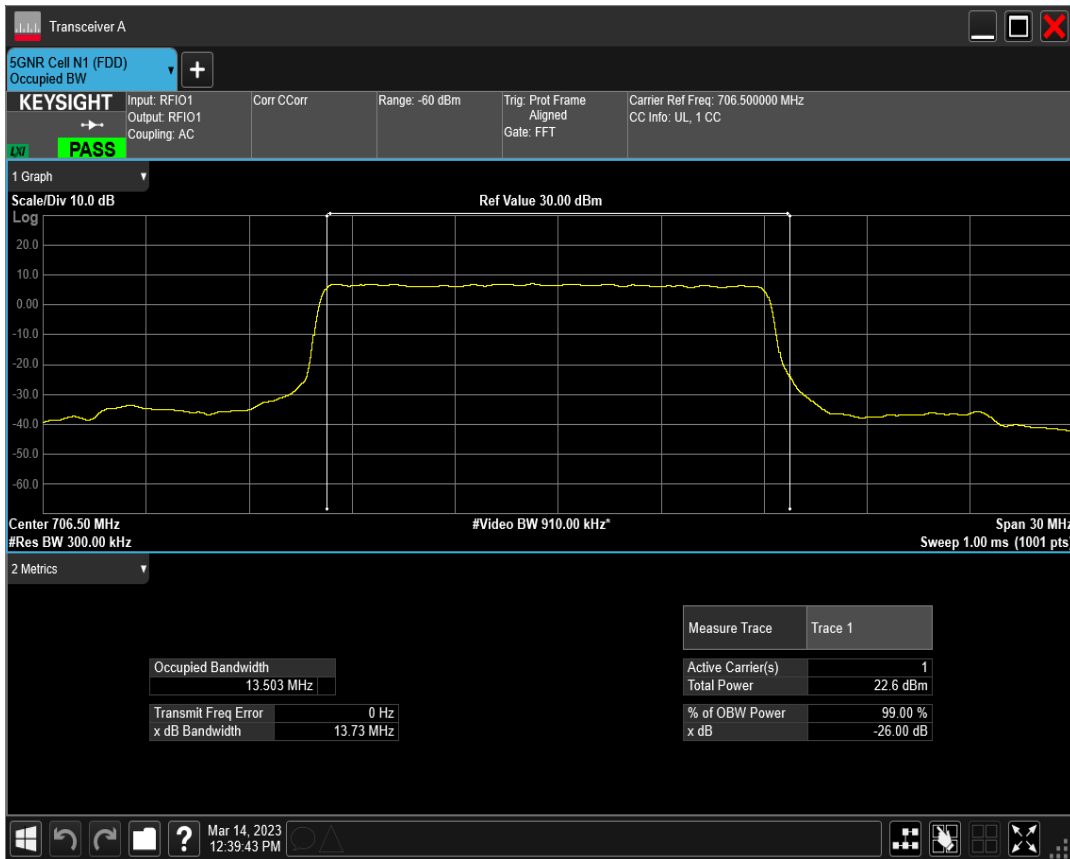 Transceiver A
5GNR Cell N1 (FDD)
Occupied BW
+
KEYSIGHT
LXI
PASS
Input: RFIO1
Output: RFIO1
Coupling: AC
Corr CCorr
Range: -60 dBm
Trig: Prot Frame
Aligned
Gate: FFT
Carrier Ref Freq: 706.500000 MHz
CC Info: UL, 1 CC
1 Graph
Scale/Div 10.0 dB
Ref Value 30.00 dBm
Log
20.0
10.0
0.00
-10.0
-20.0
-30.0
-40.0
-50.0
-60.0
Center 706.50 MHz
#Video BW 910.00 kHz*
Span 30 MHz
#Res BW 300.00 kHz
Sweep 1.00 ms (1001 pts)
2 Metrics
Measure Trace Trace 1
Occupied Bandwidth
13.503 MHz
Active Carrier(s) 1
Total Power 22.6 dBm
Transmit Freq Error 0 Hz
x dB Bandwidth 13.73 MHz
% of OBW Power 99.00 %
x dB -26.00 dB
?
Mar 14, 2023
12:39:43 PM